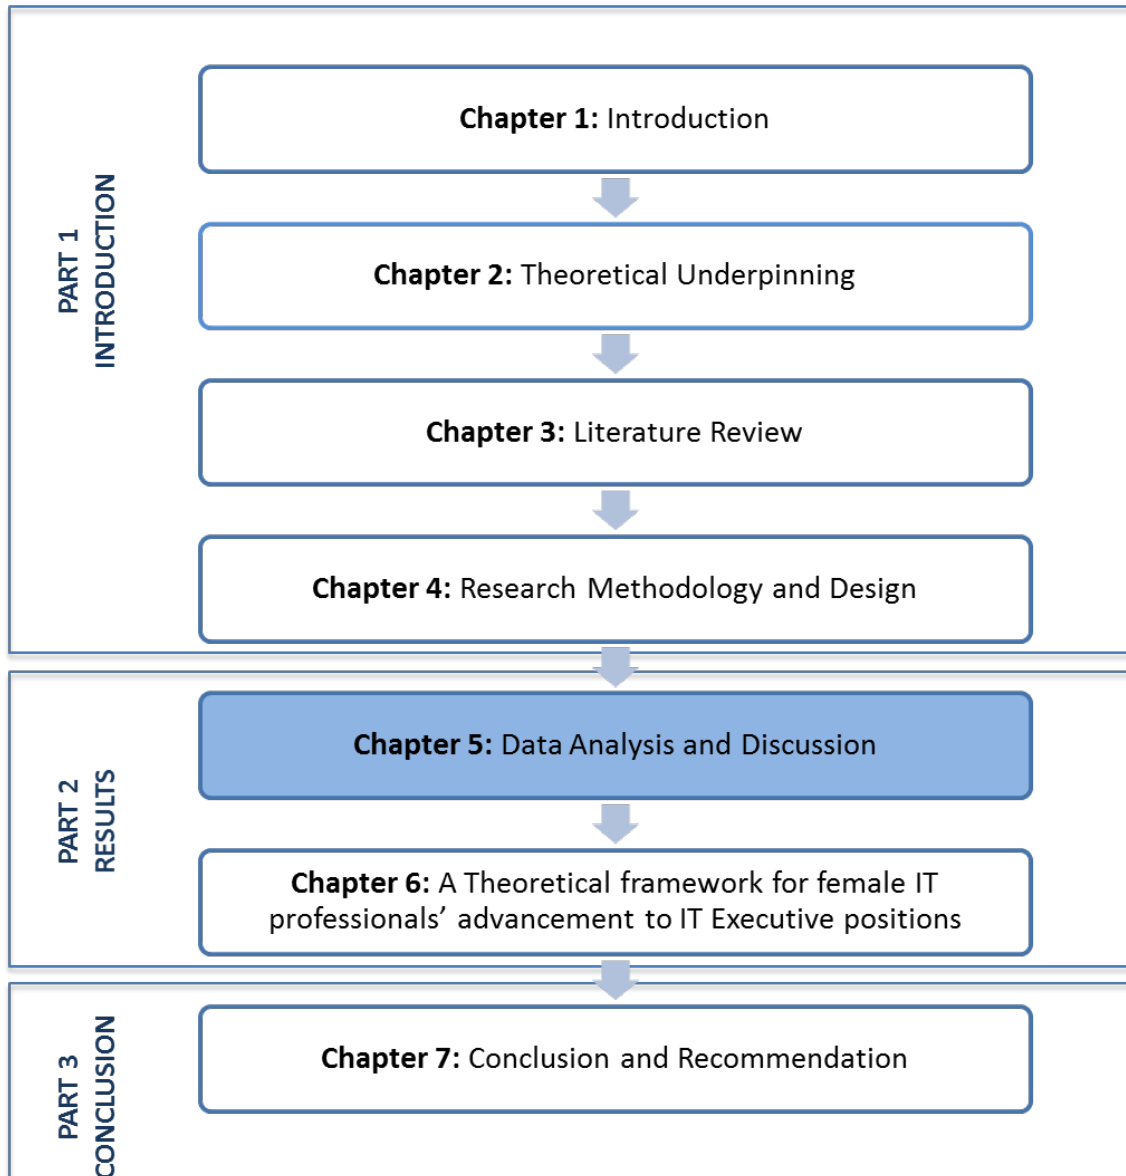 PART 1
INTRODUCTION
Chapter 1: Introduction
Chapter 2: Theoretical Underpinning
Chapter 3: Literature Review
Chapter 4: Research Methodology and Design
PART 2
RESULTS
Chapter 5: Data Analysis and Discussion
Chapter 6: A Theoretical framework for female IT
professionals’ advancement to IT Executive positions
PART 3
CONCLUSION
Chapter 7: Conclusion and Recommendation